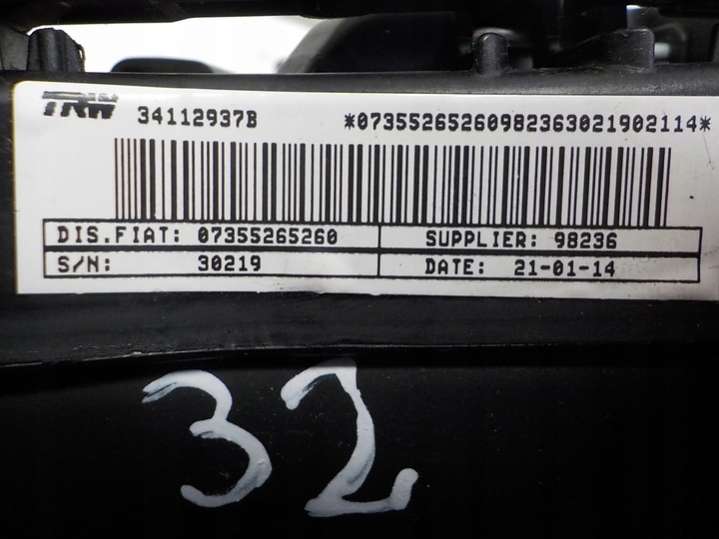 TRW 34112937B *07355265260982363021902114*
DIS.FIAT: 07355265260 SUPPLIER: 98236
S/N: 30219 DATE: 21-01-14
32